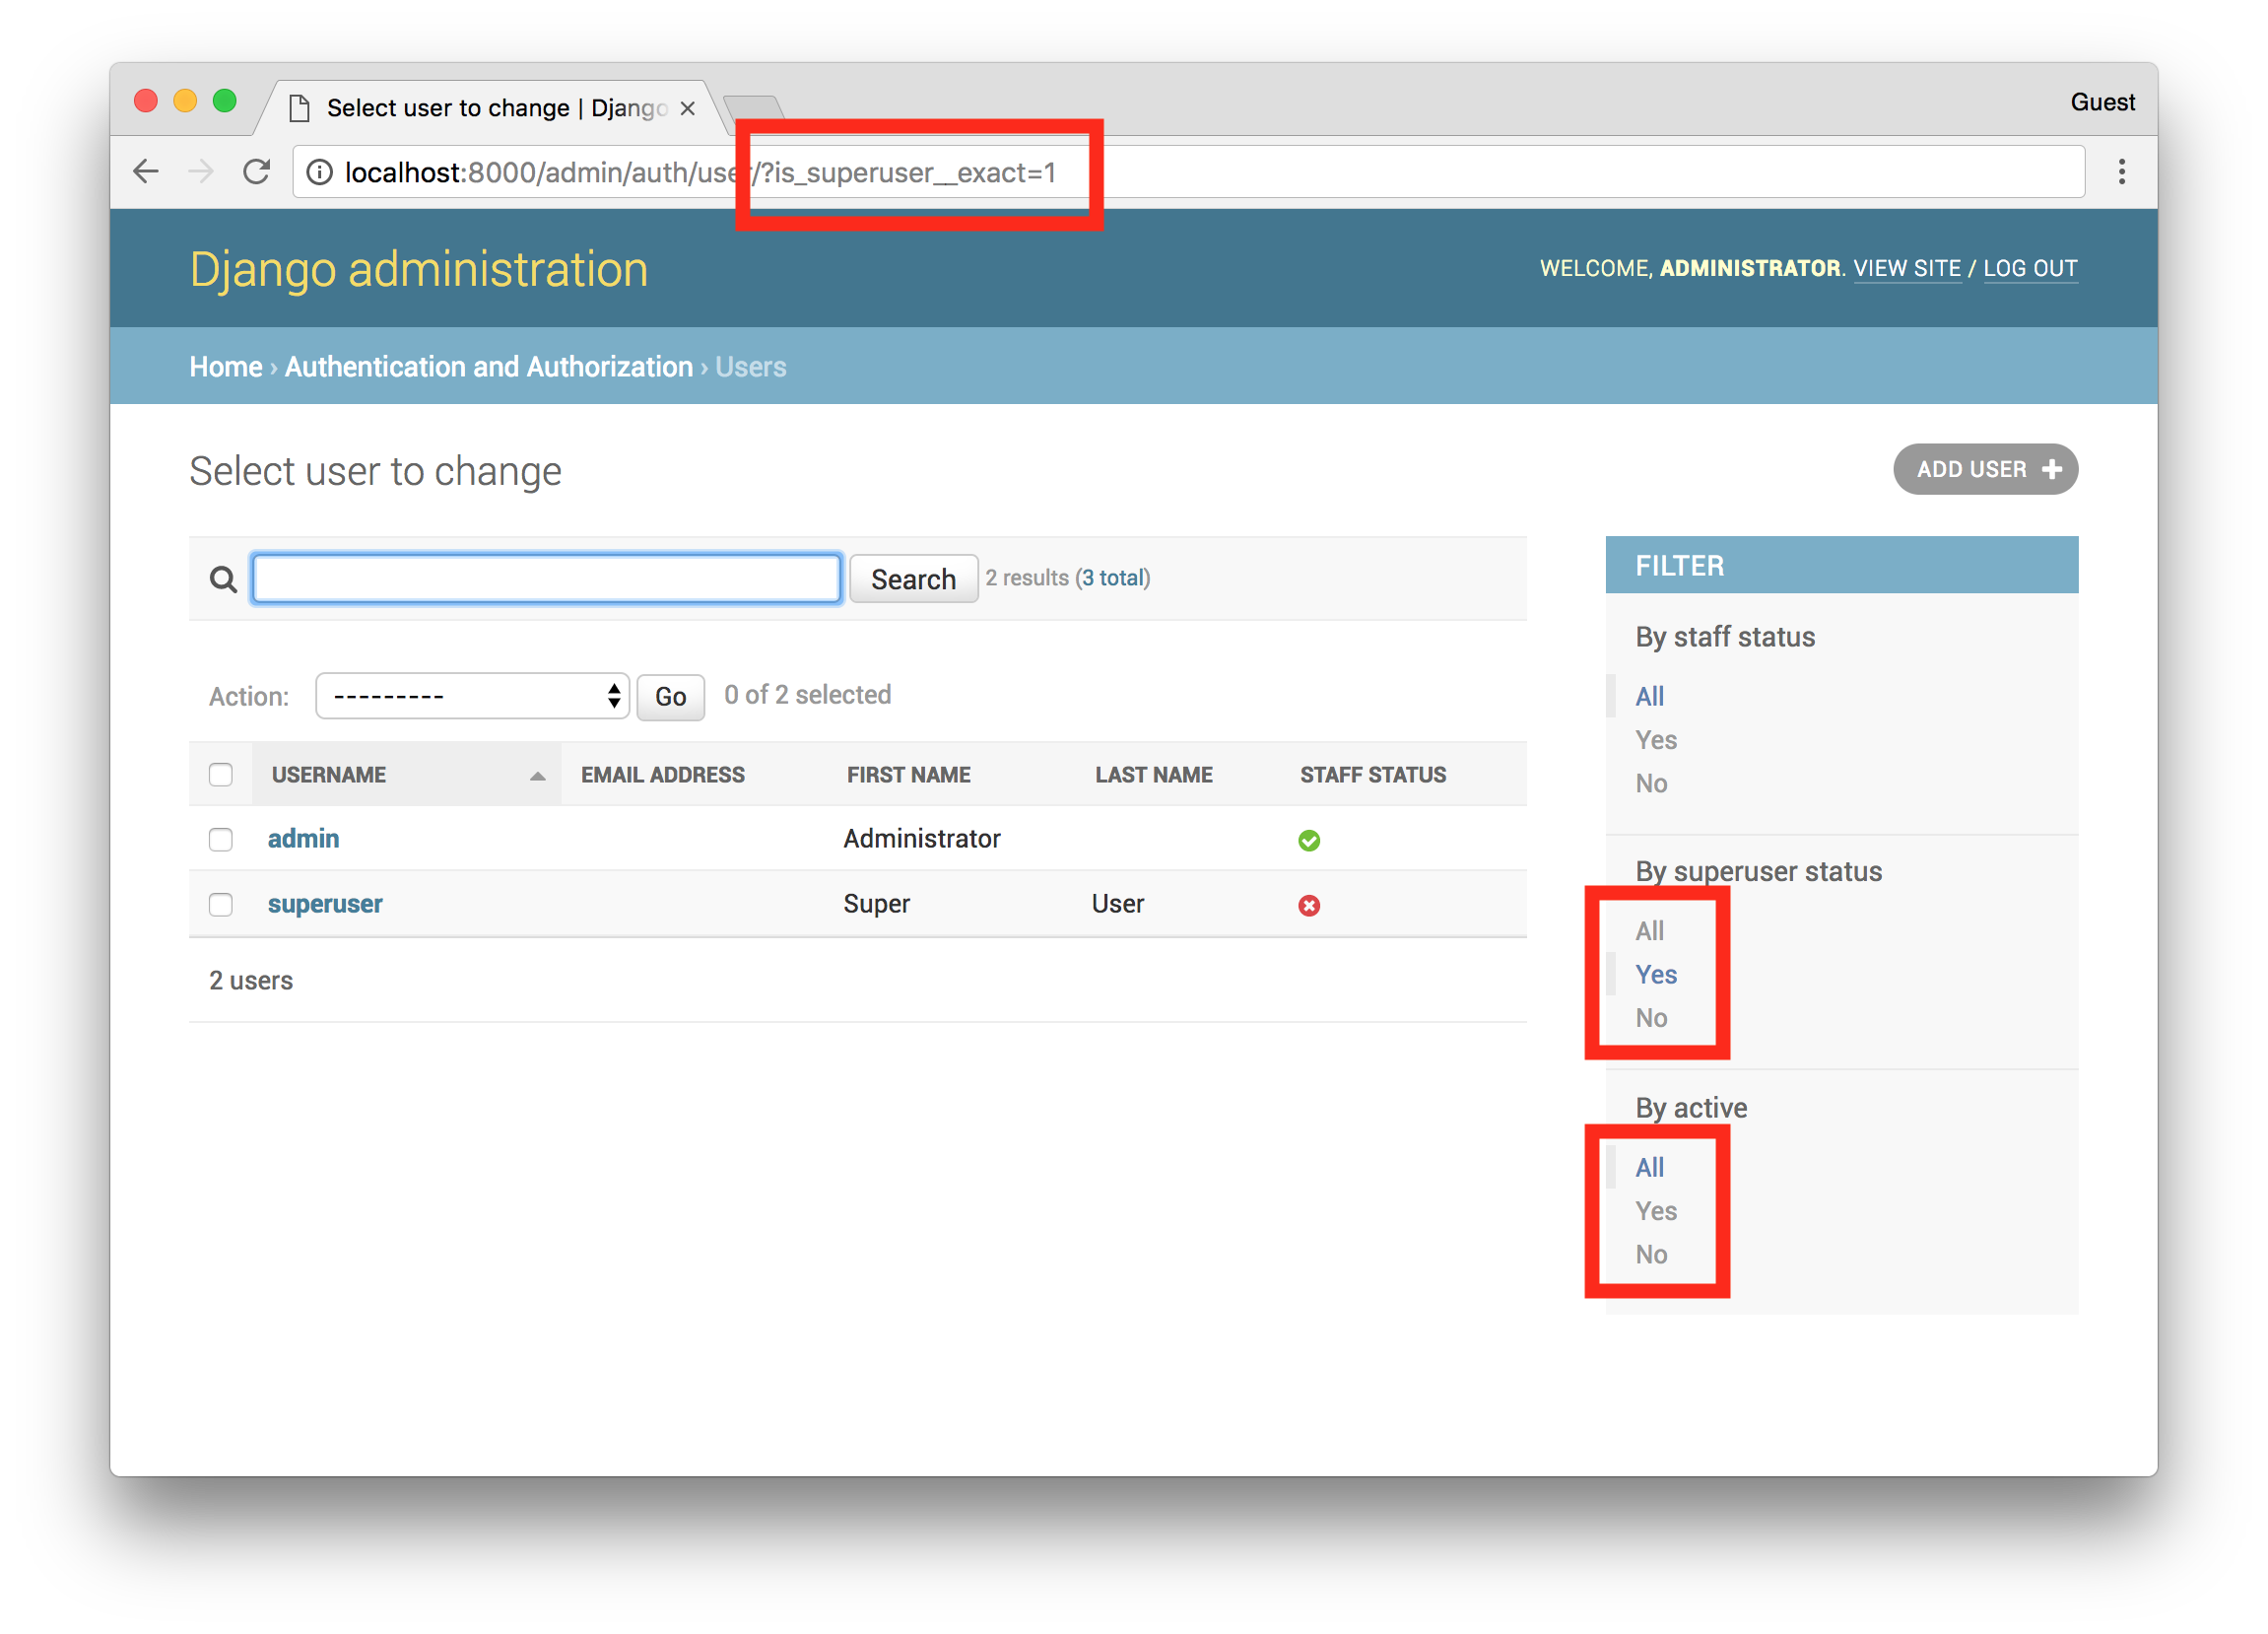 Select user to change | Django
Guest
localhost:8000/admin/auth/user/?is_superuser__exact=1
Django administration
WELCOME, ADMINISTRATOR. VIEW SITE / LOG OUT
Home › Authentication and Authorization › Users
Select user to change
ADD USER +
Search
2 results (3 total)
Action:
---------
Go
0 of 2 selected
USERNAME EMAIL ADDRESS FIRST NAME LAST NAME STAFF STATUS
admin Administrator
superuser Super User
2 users
FILTER
By staff status
All
Yes
No
By superuser status
All
Yes
No
By active
All
Yes
No